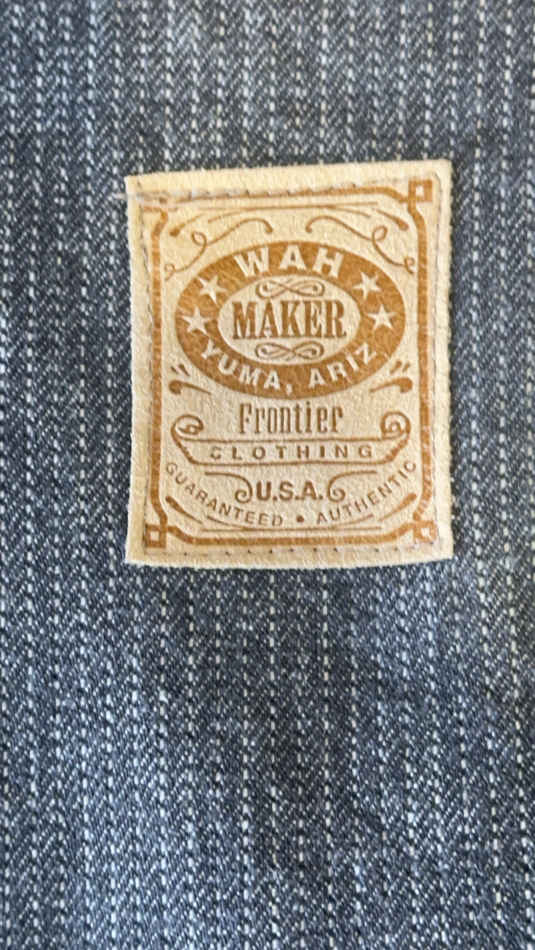 WAH
MAKER
YUMA, ARIZ
Frontier
CLOTHING
U.S.A.
GUARANTEED • AUTHENTIC